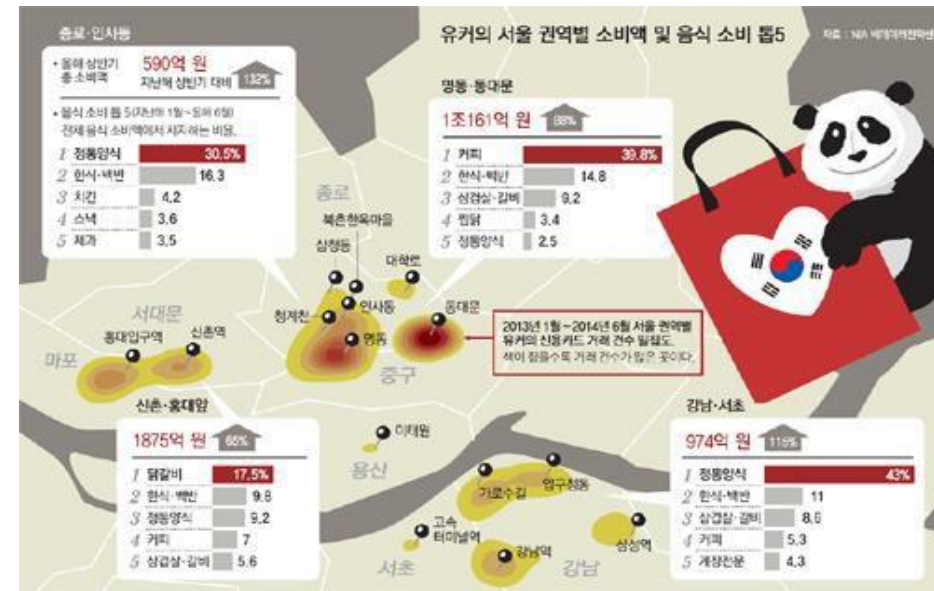 종로·인사동
• 올해 상반기
총 소비액
590억 원
지난해 상반기 대비
132%
• 음식 소비 톱 5(지난해 1월~올해 6월)
전체 음식 소비액에서 차지하는 비율.
1 정통양식 30.5%
2 한식·백반 16.3
3 치킨 4.2
4 스낵 3.6
5 제과 3.5
유커의 서울 권역별 소비액 및 음식 소비 톱5
자료 : NIA 빅데이터전략센
명동·동대문
1조161억 원
1 커피 39.8%
2 한식·백반 14.8
3 삼겹살·갈비 9.2
4 찜닭 3.4
5 정통양식 2.5
종로
북촌한옥마을
삼청동
대학로
청계천
인사동
동대문
명동
중구
서대문
홍대입구역
신촌역
마포
2013년 1월~2014년 6월 서울 권역별
유커의 신용카드 거래 건수 밀집도.
색이 짙을수록 거래 건수가 많은 곳이다.
신촌·홍대앞
1875억 원
65%
1 닭갈비 17.5%
2 한식·백반 9.8
3 정통양식 9.2
4 커피 7
5 삼겹살·갈비 5.6
이태원
용산
가로수길
압구정동
고속
터미널역
서초
강남역
강남
삼성역
강남·서초
974억 원
115%
1 정통양식 43%
2 한식·백반 11
3 삼겹살·갈비 8.6
4 커피 5.3
5 게장전문 4.3